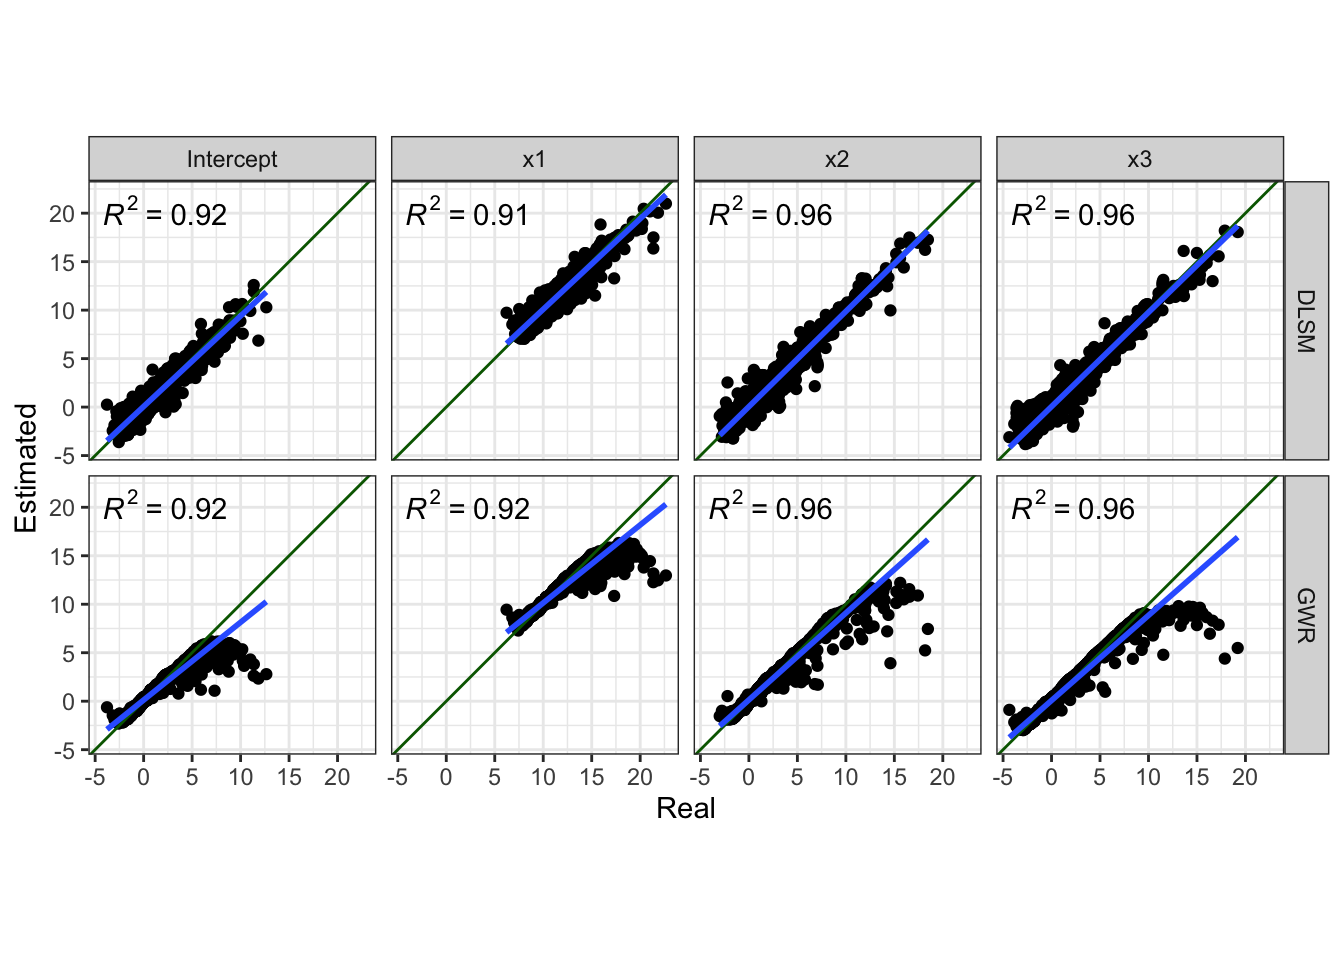 Intercept x1 x2 x3
R² = 0.92 R² = 0.91 R² = 0.96 R² = 0.96
20
15
10
5
0
-5
DLSM
Estimated
R² = 0.92 R² = 0.92 R² = 0.96 R² = 0.96
20
15
10
5
0
-5
GWR
-5 0 5 10 15 20 -5 0 5 10 15 20 -5 0 5 10 15 20 -5 0 5 10 15 20
Real